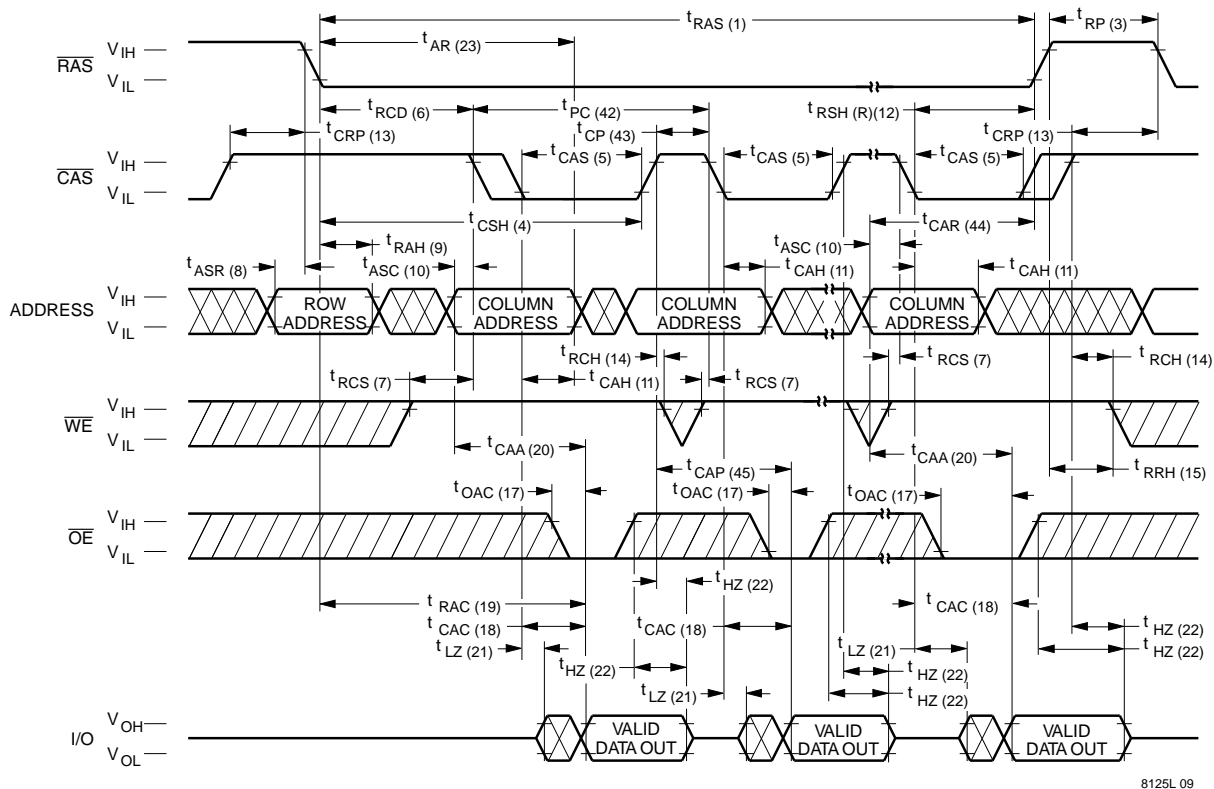 t RAS (1)
t RP (3)
t AR (23)
RAS
V IH
V IL
t RCD (6)
t PC (42)
t RSH (R)(12)
t CRP (13)
t CP (43)
t CRP (13)
CAS
V IH
V IL
t CAS (5)
t CAS (5)
t CAS (5)
t CSH (4)
t CAR (44)
t RAH (9)
t ASC (10)
t ASR (8)
t ASC (10)
t CAH (11)
t CAH (11)
ADDRESS
V IH
V IL
ROW
ADDRESS
COLUMN
ADDRESS
COLUMN
ADDRESS
COLUMN
ADDRESS
t RCH (14)
t RCS (7)
t RCH (14)
t RCS (7)
t CAH (11)
t RCS (7)
WE
V IH
V IL
t CAA (20)
t CAP (45)
t CAA (20)
t RRH (15)
t OAC (17)
t OAC (17)
t OAC (17)
OE
V IH
V IL
t HZ (22)
t RAC (19)
t CAC (18)
t CAC (18)
t CAC (18)
t HZ (22)
t LZ (21)
t LZ (21)
t HZ (22)
t HZ (22)
t HZ (22)
t LZ (21)
t HZ (22)
I/O
V OH
V OL
VALID
DATA OUT
VALID
DATA OUT
VALID
DATA OUT
8125L 09